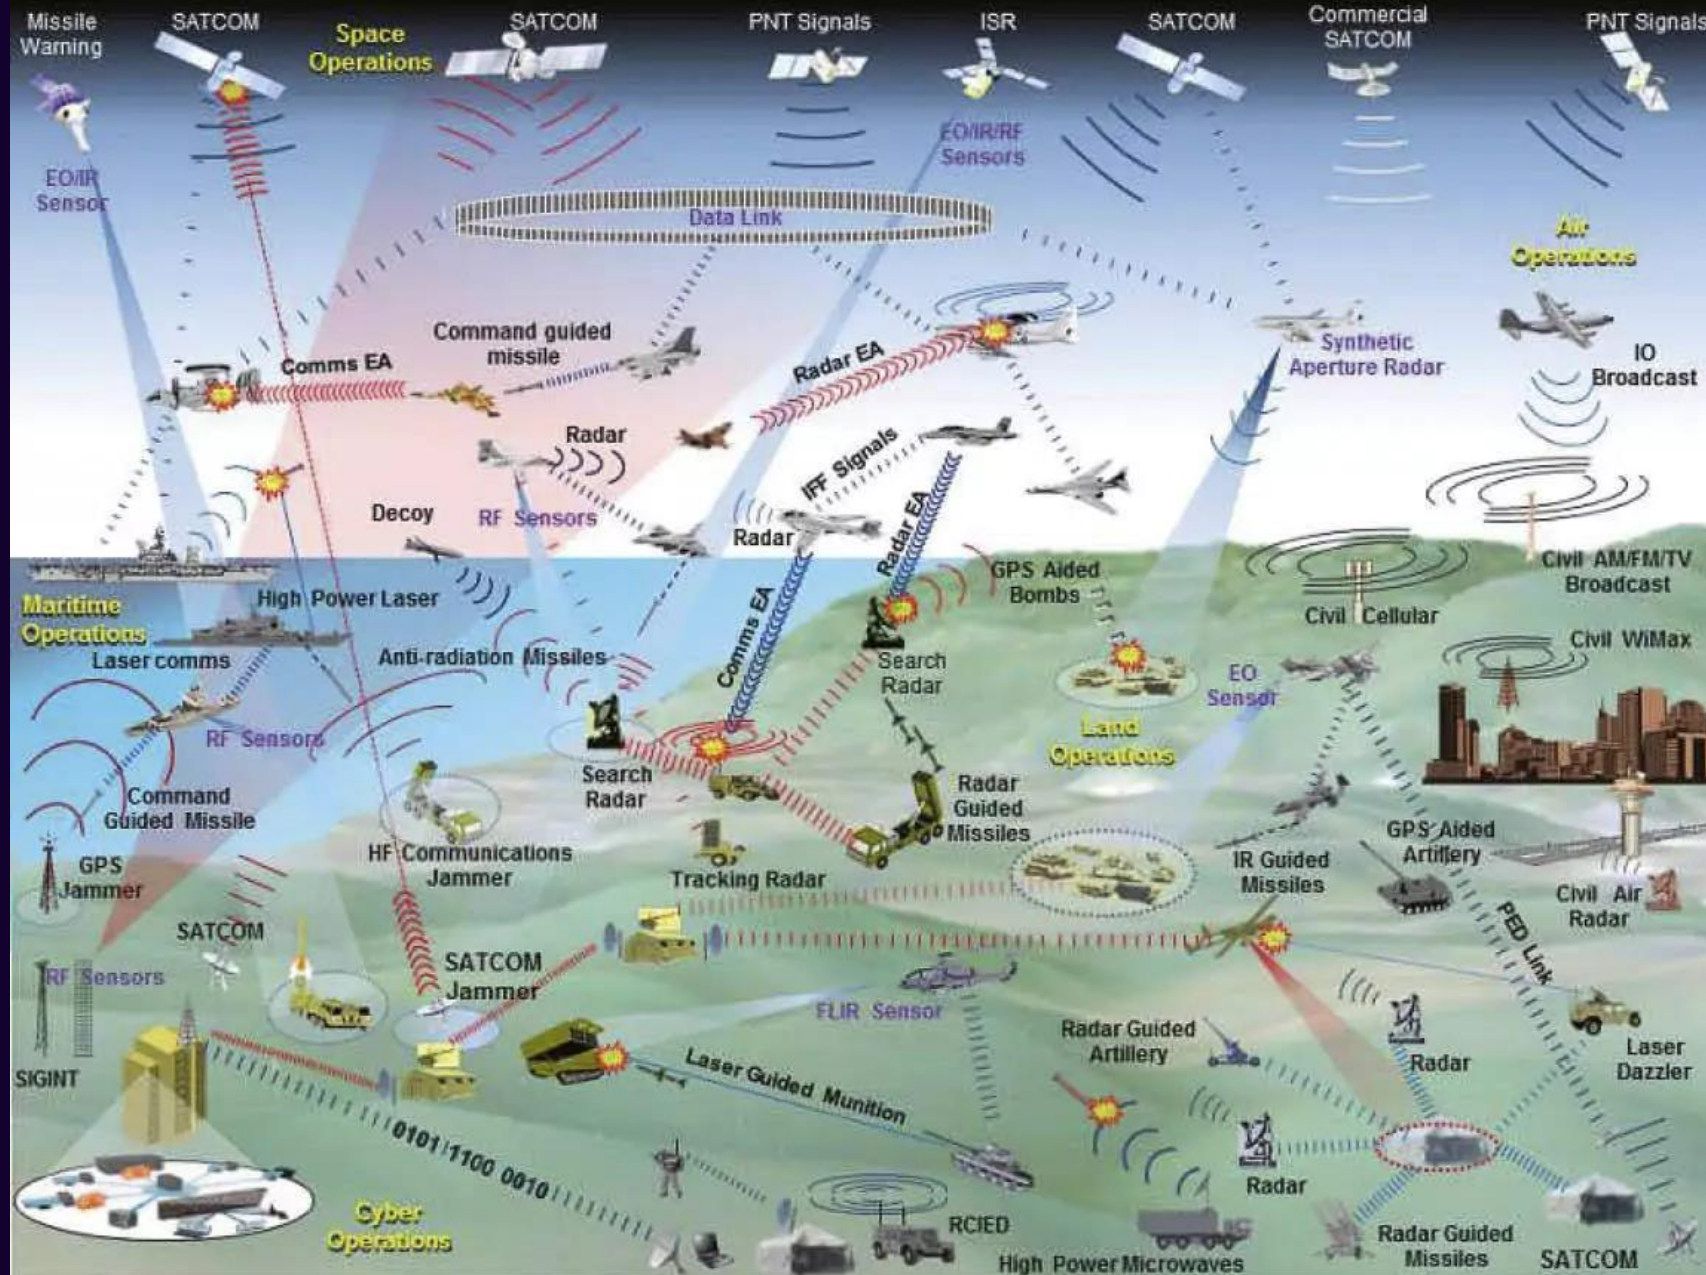 Missile
Warning
SATCOM
Space
Operations
SATCOM
PNT Signals
ISR
SATCOM
Commercial
SATCOM
PNT Signals
EO/IR
Sensor
EO/IR/RF
Sensors
Data Link
Air
Operations
Comms EA
Command guided
missile
Radar EA
Synthetic
Aperture Radar
IO
Broadcast
Radar
IFF Signals
Decoy
RF Sensors
Radar
Radar EA
GPS Aided
Bombs
Civil AM/FM/TV
Broadcast
Civil Cellular
Civil WiMax
Maritime
Operations
High Power Laser
Laser comms
Anti-radiation Missiles
Comms EA
Search
Radar
EO
Sensor
Land
Operations
RF Sensors
Search
Radar
Command
Guided Missile
Radar
Guided
Missiles
GPS
Jammer
HF Communications
Jammer
Tracking Radar
IR Guided
Missiles
GPS Aided
Artillery
Civil Air
Radar
PED Link
SATCOM
RF Sensors
SATCOM
Jammer
FLIR Sensor
Radar Guided
Artillery
Radar
Laser
Dazzler
SIGINT
Laser Guided Munition
0101 1100 0010
Radar
Cyber
Operations
RCIED
High Power Microwaves
Radar Guided
Missiles
SATCOM